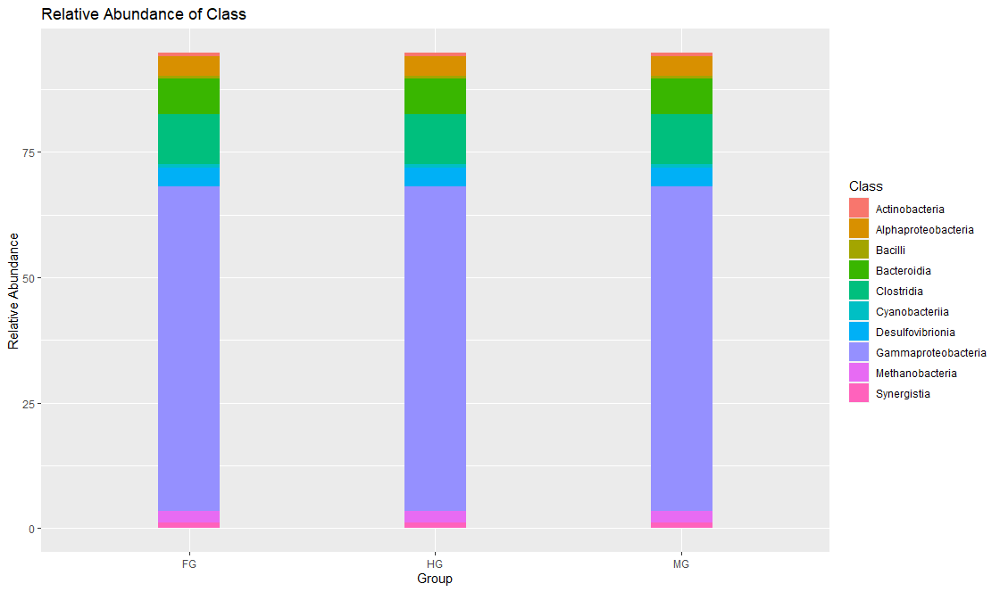 Relative Abundance of Class
Relative Abundance
75
50
25
0
FG HG MG
Group
Class
Actinobacteria
Alphaproteobacteria
Bacilli
Bacteroidia
Clostridia
Cyanobacteriia
Desulfovibrionia
Gammaproteobacteria
Methanobacteria
Synergistia